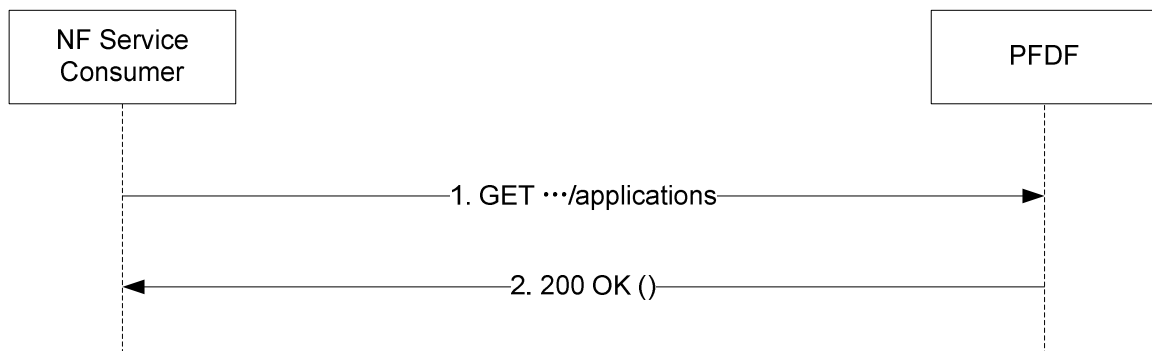 NF Service
Consumer
PFDF
1. GET ···/applications
2. 200 OK ()